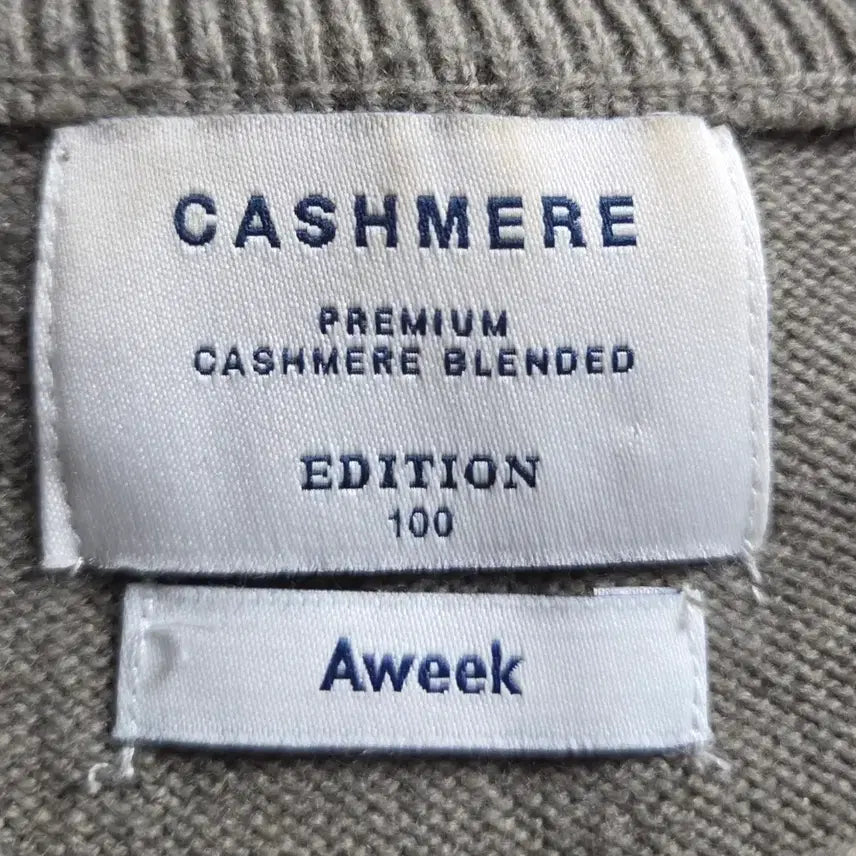 CASHMERE
PREMIUM
CASHMERE BLENDED
EDITION
100
Aweek